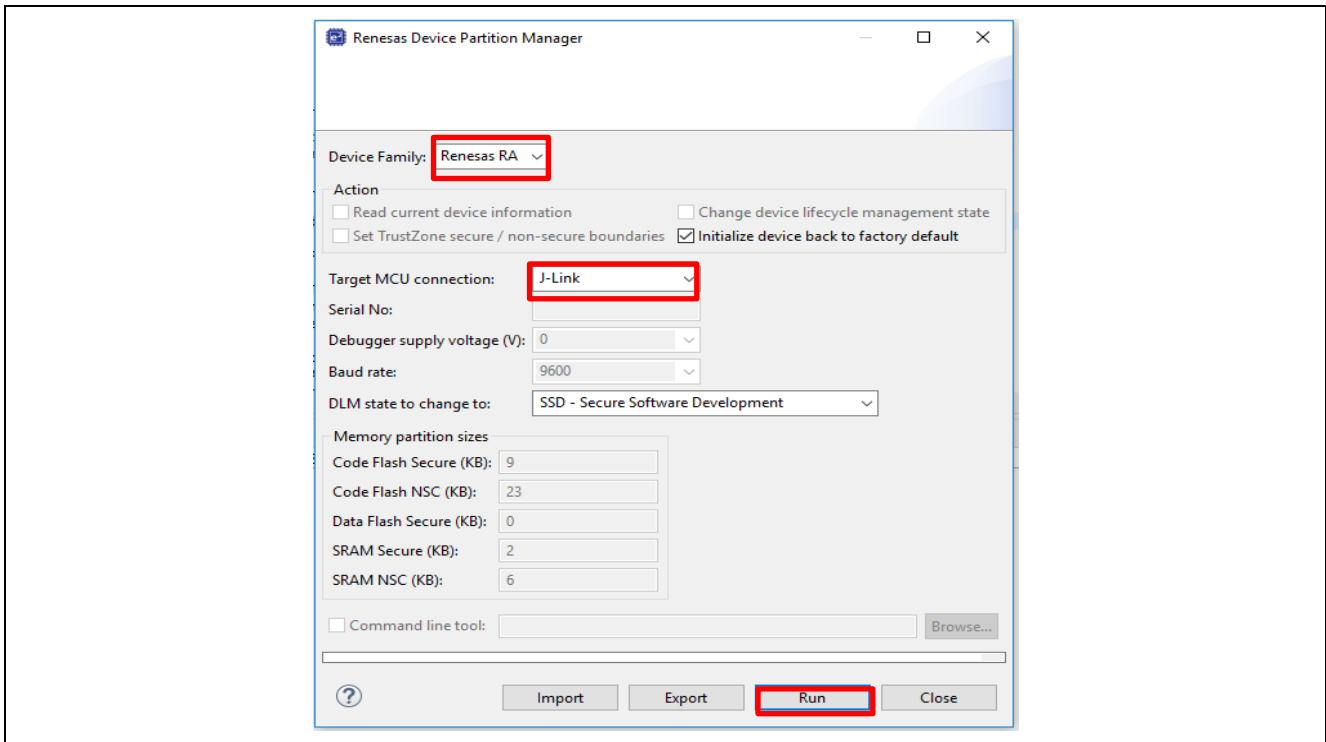 Renesas Device Partition Manager
Device Family: Renesas RA
Action
Read current device information Change device lifecycle management state
Set TrustZone secure / non-secure boundaries Initialize device back to factory default
Target MCU connection: J-Link
Serial No:
Debugger supply voltage (V): 0
Baud rate: 9600
DLM state to change to: SSD - Secure Software Development
Memory partition sizes
Code Flash Secure (KB): 9
Code Flash NSC (KB): 23
Data Flash Secure (KB): 0
SRAM Secure (KB): 2
SRAM NSC (KB): 6
Command line tool: Browse...
? Import Export Run Close